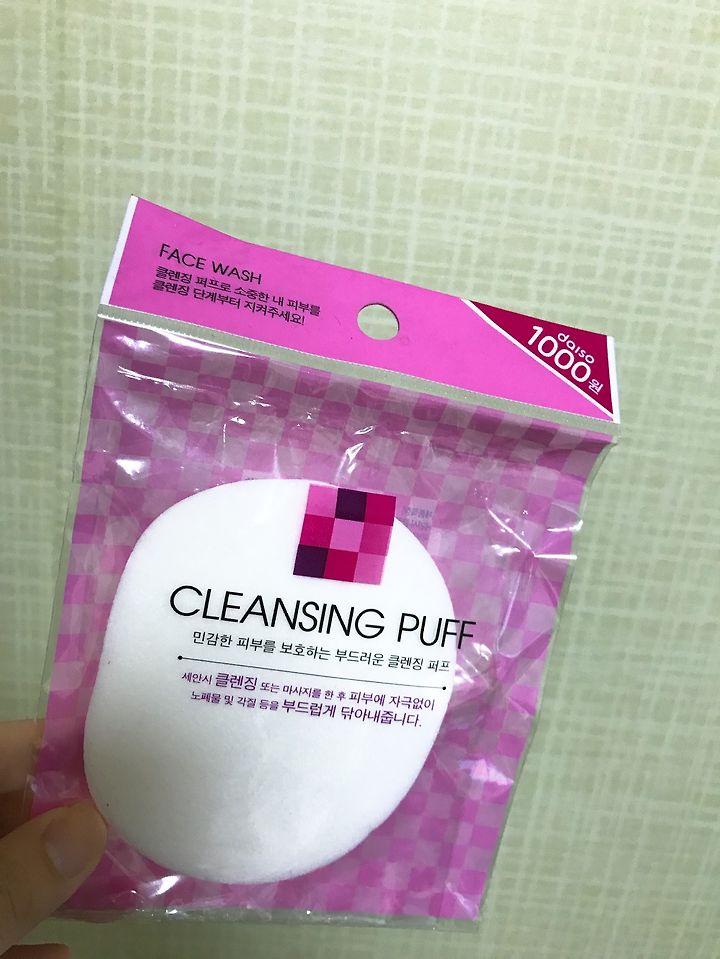 FACE WASH
클렌징 퍼프로 소중한 내 피부를
클렌징 단계부터 지켜주세요!
daiso
1000원
CLEANSING PUFF
민감한 피부를 보호하는 부드러운 클렌징 퍼프
세안시 클렌징 또는 마사지를 한 후 피부에 자극없이
노폐물 및 각질 등을 부드럽게 닦아내줍니다.